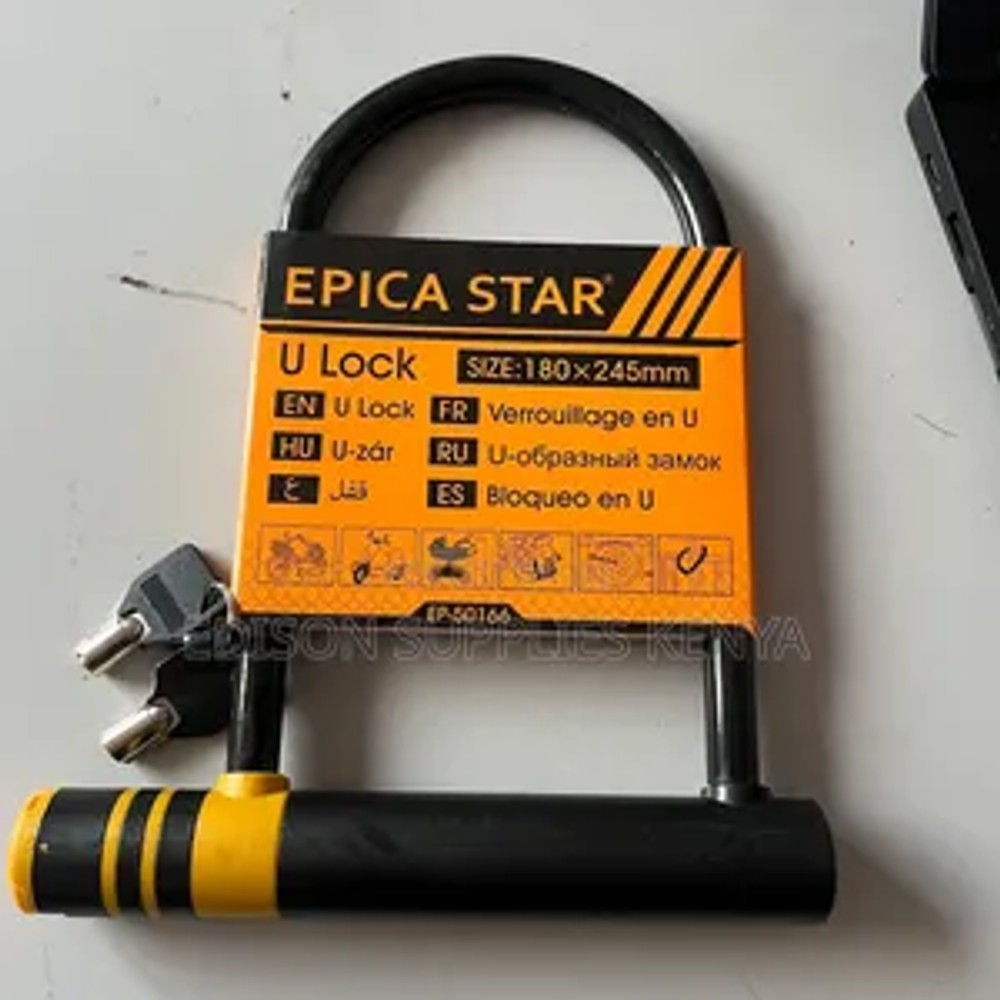 EPICA STAR®
U Lock SIZE:180×245mm
EN U Lock FR Verrouillage en U
HU U-zár RU U-образный замок
ع قفل ES Bloqueo en U
EP-50166
EDISON SUPPLIES KENYA